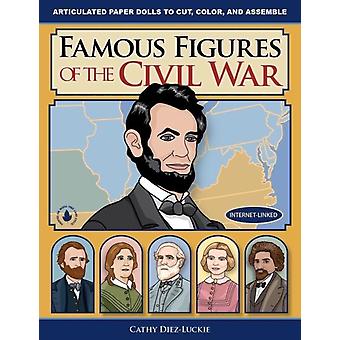 ARTICULATED PAPER DOLLS TO CUT, COLOR, AND ASSEMBLE
FAMOUS FIGURES
OF THE CIVIL WAR
INTERNET-LINKED
CATHY DIEZ-LUCKIE